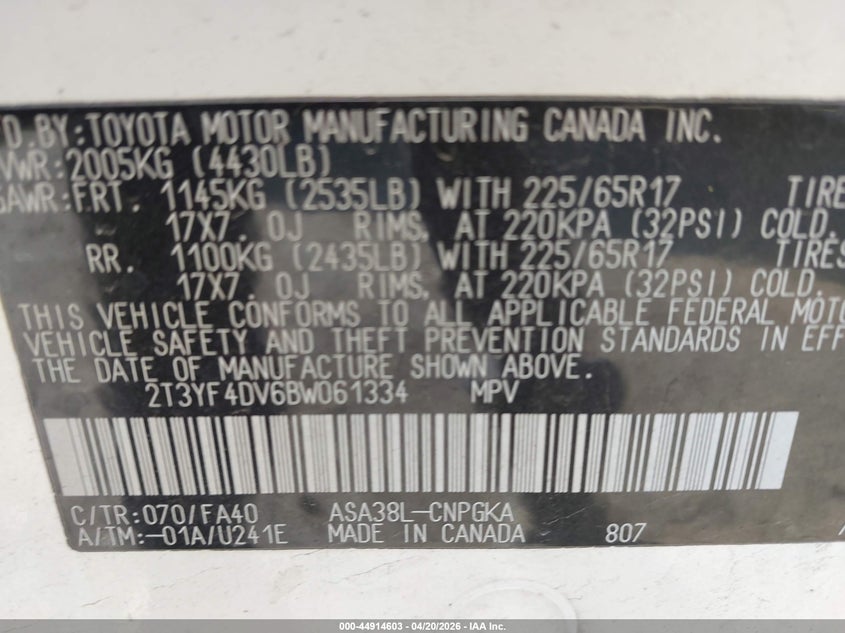 D. BY: TOYOTA MOTOR MANUFACTURING CANADA INC.
VWR: 2005KG (4430LB)
GAWR: FRT. 1145KG (2535LB) WITH 225/65R17 TIRES
17X7.0J RIMS, AT 220KPA (32PSI) COLD.
RR. 1100KG (2435LB) WITH 225/65R17 TIRES
17X7.0J RIMS, AT 220KPA (32PSI) COLD.
THIS VEHICLE CONFORMS TO ALL APPLICABLE FEDERAL MOTO
VEHICLE SAFETY AND THEFT PREVENTION STANDARDS IN EFF
THE DATE OF MANUFACTURE SHOWN ABOVE.
2T3YF4DV6BW061334 MPV
C/TR: 070/FA40 ASA38L-CNPGKA
A/TM: -01A/U241E MADE IN CANADA 807
000-44914603 | 04/20/2026 - IAA Inc.